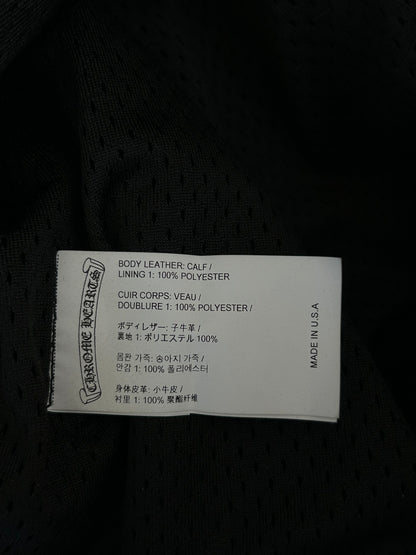 CHROME HEARTS
BODY LEATHER: CALF /
LINING 1: 100% POLYESTER
CUIR CORPS: VEAU /
DOUBLURE 1: 100% POLYESTER /
ボディレザー: 子牛革 /
裏地 1: ポリエステル 100%
몸판 가죽: 송아지 가죽 /
안감 1: 100% 폴리에스터
身体皮革: 小牛皮 /
衬里 1: 100% 聚酯纤维
MADE IN U.S.A